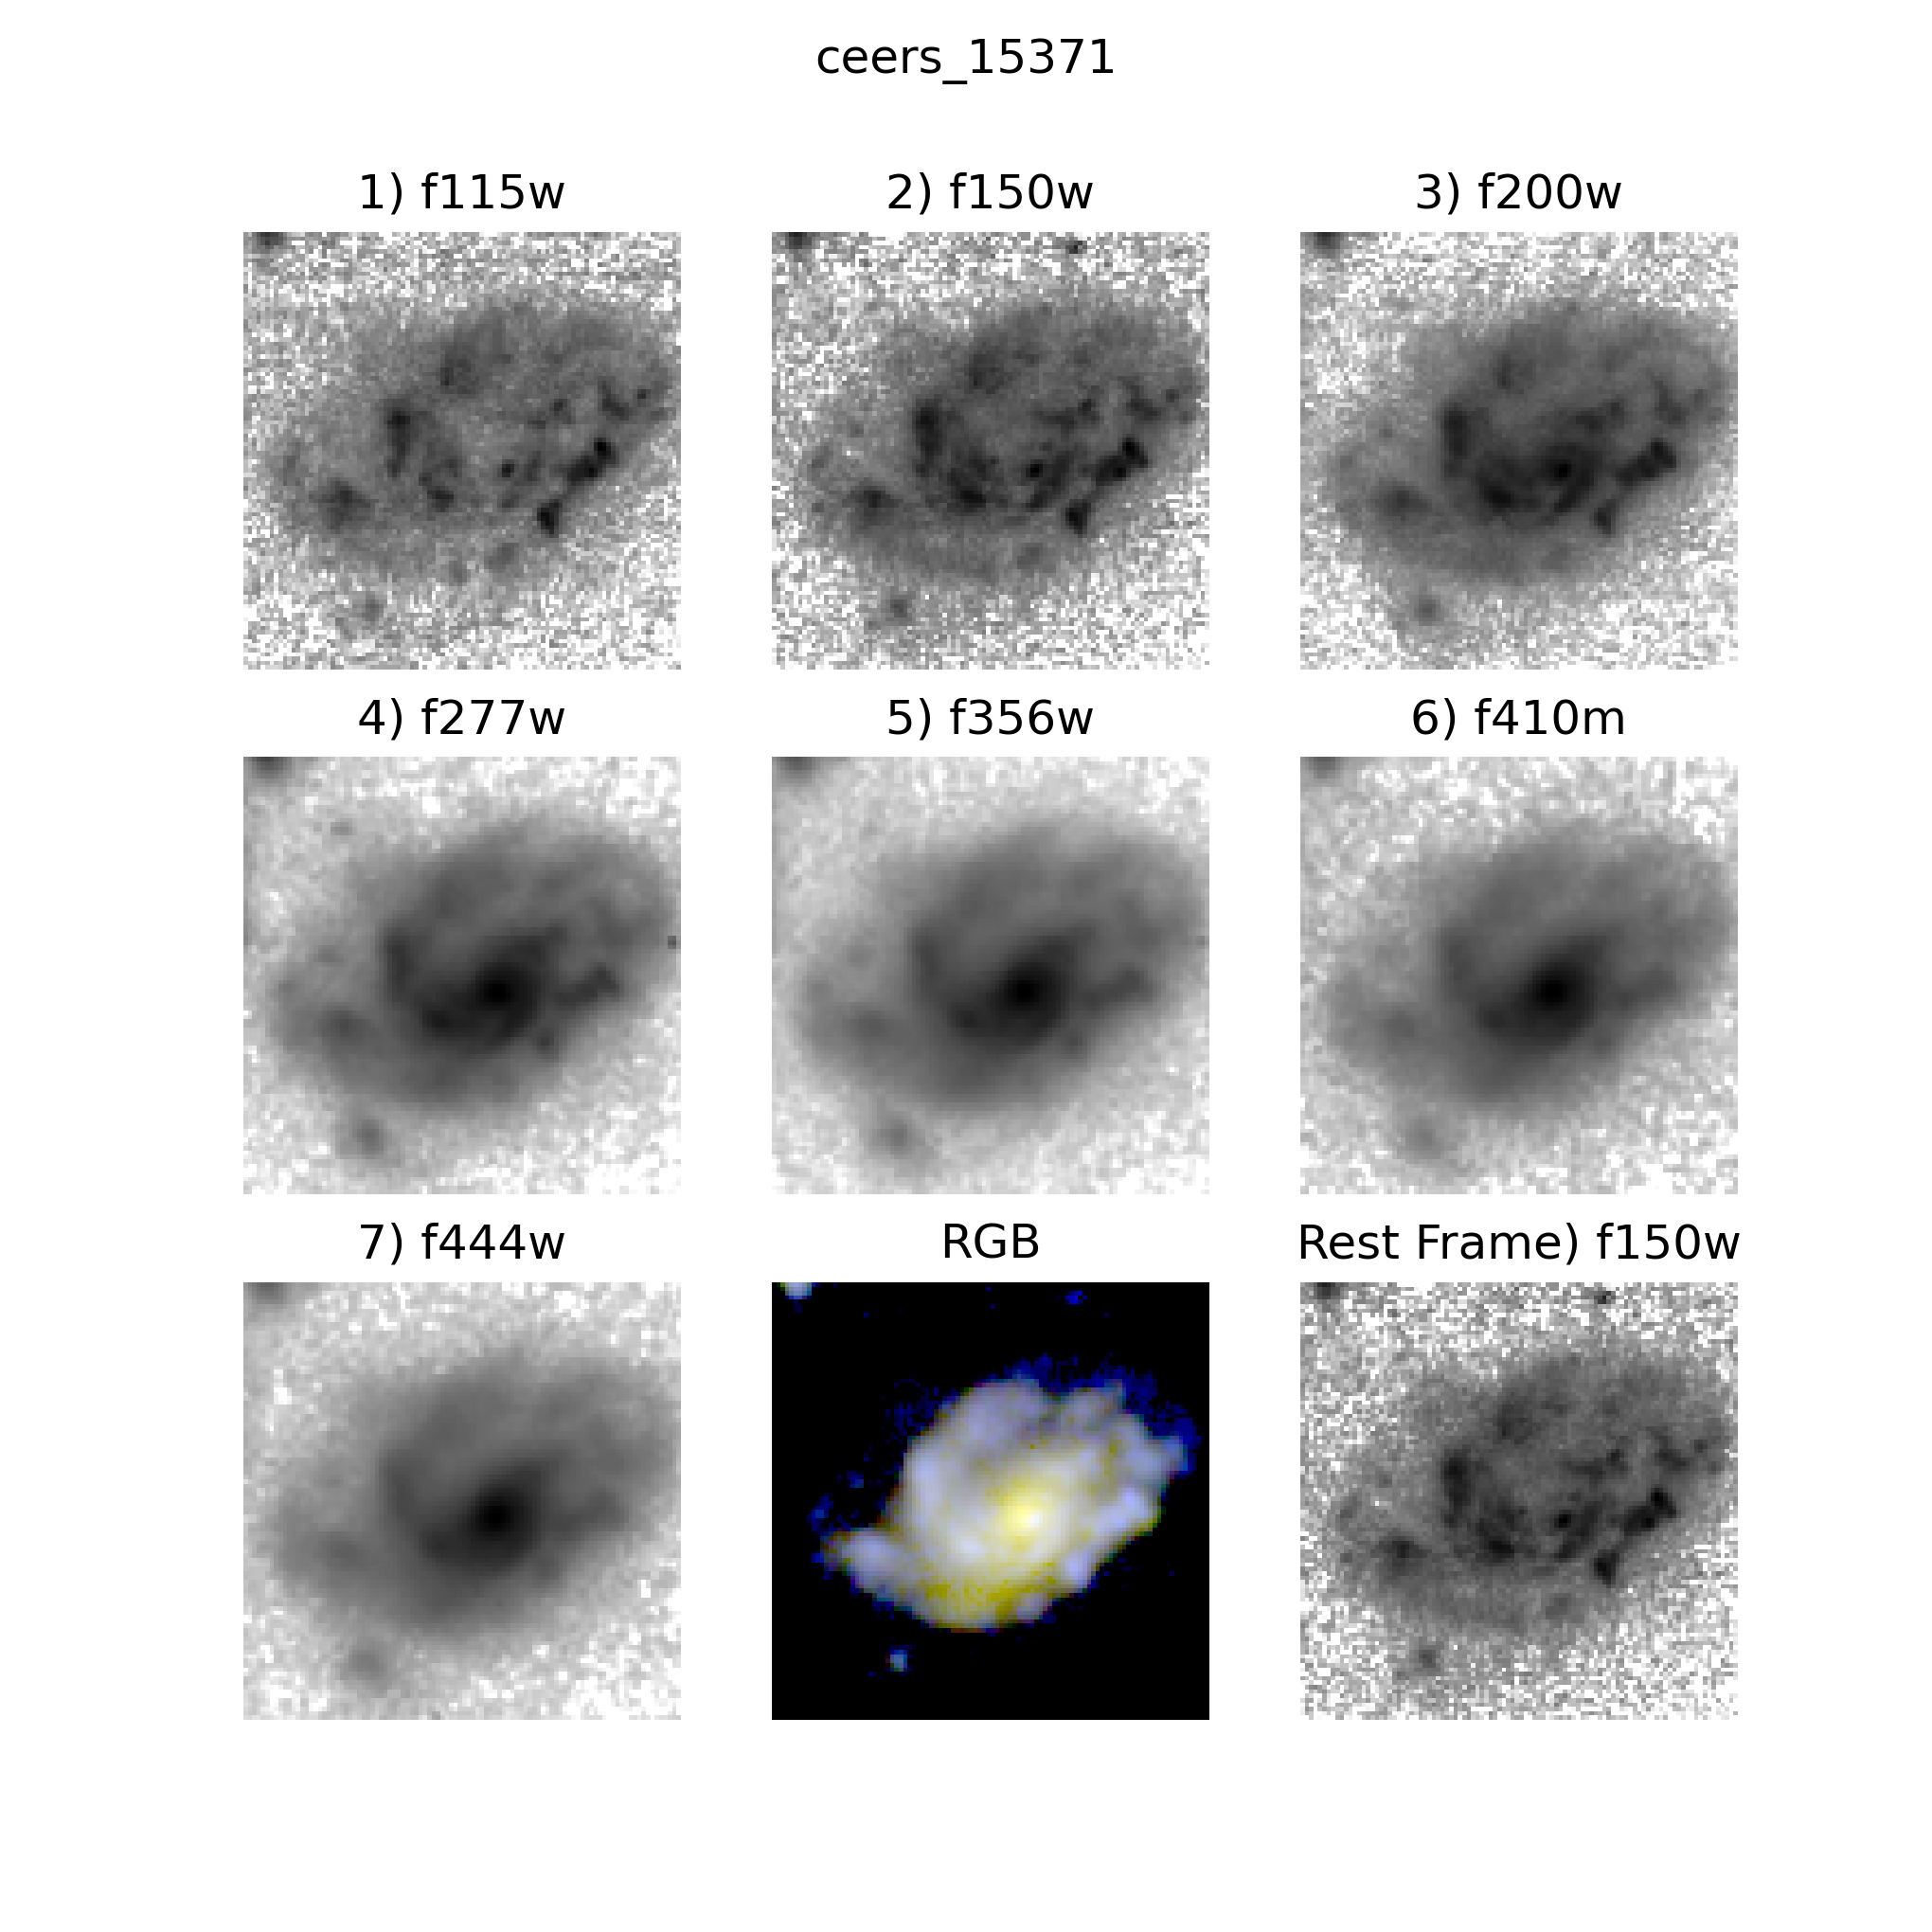 ceers_15371
1) f115w
2) f150w
3) f200w
4) f277w
5) f356w
6) f410m
7) f444w
RGB
Rest Frame) f150w